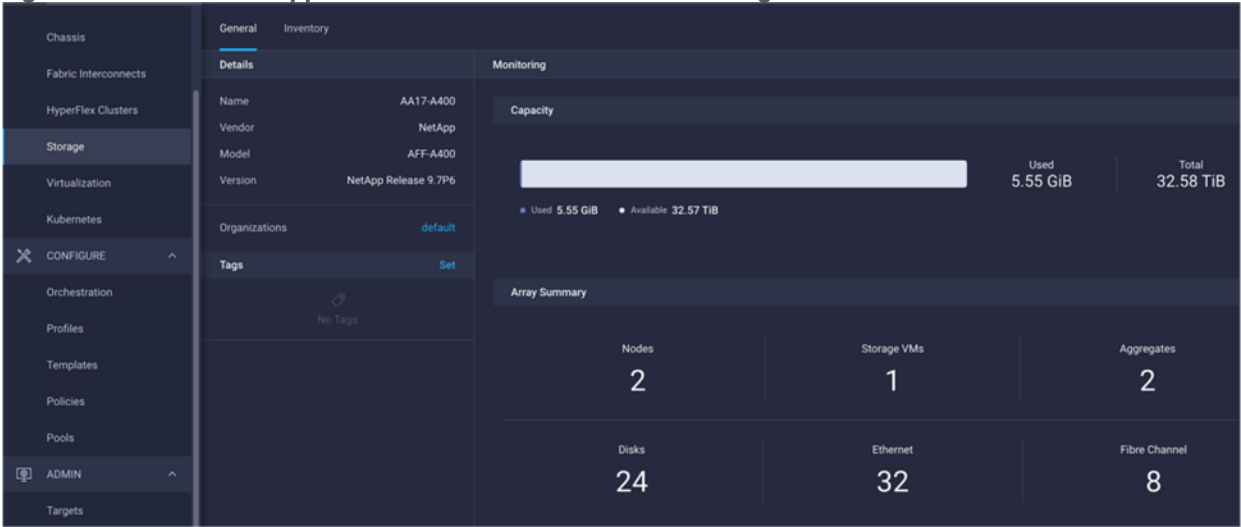 Chassis
Fabric Interconnects
HyperFlex Clusters
Storage
Virtualization
Kubernetes
CONFIGURE
Orchestration
Profiles
Templates
Policies
Pools
ADMIN
Targets
General Inventory
Details
Name AA17-A400
Vendor NetApp
Model AFF-A400
Version NetApp Release 9.7P6
Organizations default
Tags Set
No Tags
Monitoring
Capacity
Used Total
5.55 GiB 32.58 TiB
Used 5.55 GiB Available 32.57 TiB
Array Summary
Nodes Storage VMs Aggregates
2 1 2
Disks Ethernet Fibre Channel
24 32 8